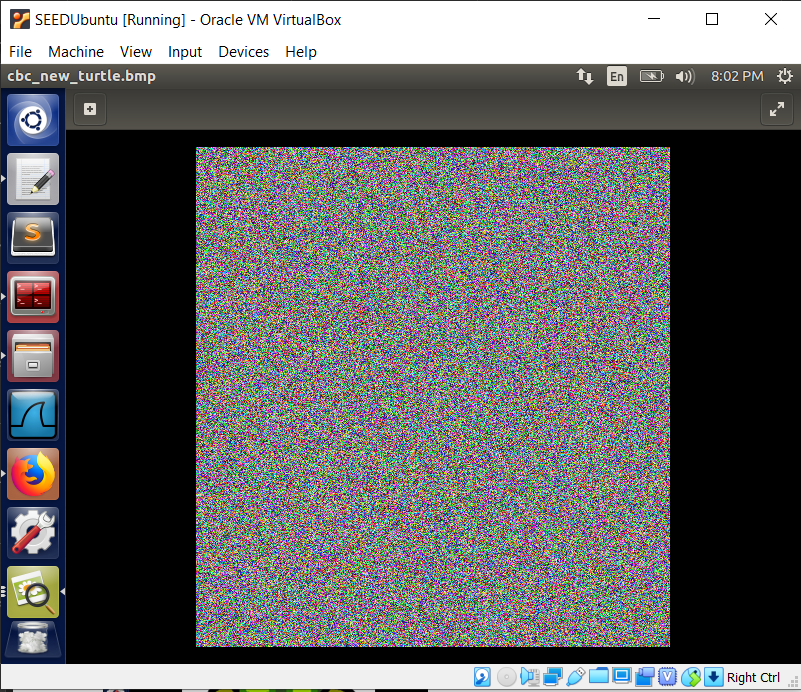 SEEDUbuntu [Running] - Oracle VM VirtualBox
File Machine View Input Devices Help
cbc_new_turtle.bmp En 8:02 PM
S
V Right Ctrl